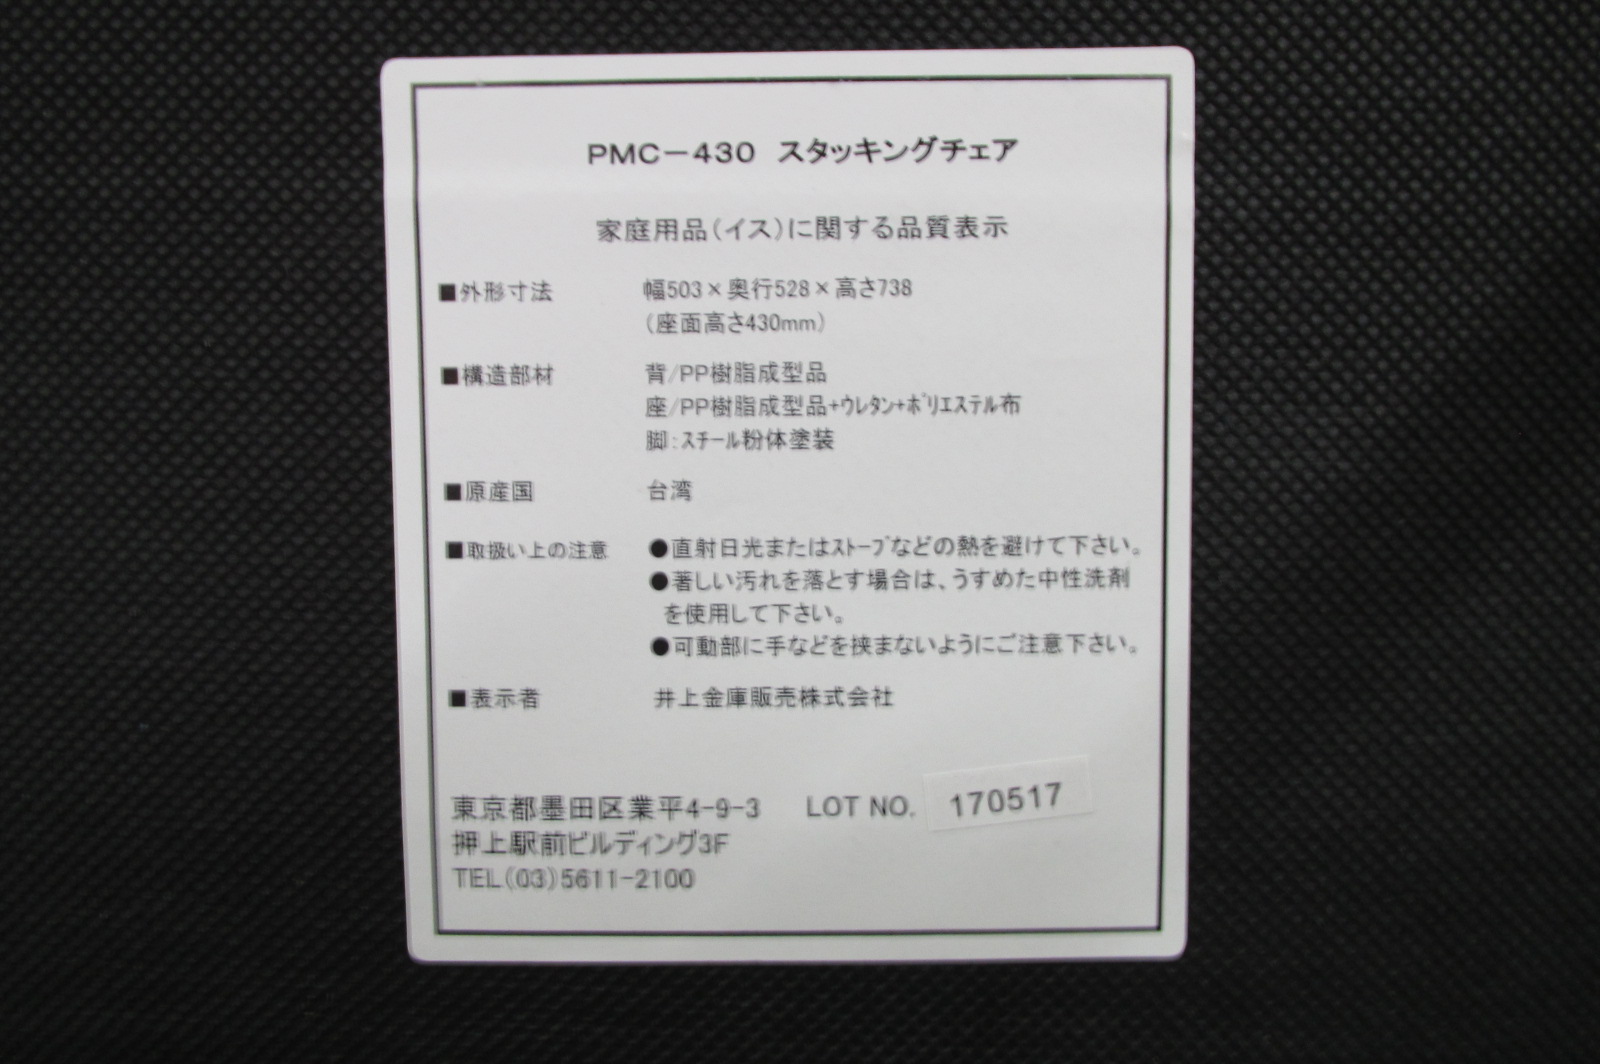 PMC－430　スタッキングチェア
家庭用品(イス)に関する品質表示
■外形寸法　幅503×奥行528×高さ738
(座面高さ430mm)
■構造部材　背/PP樹脂成型品
座/PP樹脂成型品+ｳﾚﾀﾝ+ﾎﾟﾘｴｽﾃﾙ布
脚:ｽﾁｰﾙ粉体塗装
■原産国　台湾
■取扱い上の注意　●直射日光またはｽﾄｰﾌﾞなどの熱を避けて下さい。
●著しい汚れを落とす場合は、うすめた中性洗剤
を使用して下さい。
●可動部に手などを挟まないようにご注意下さい。
■表示者　井上金庫販売株式会社
東京都墨田区業平4-9-3　LOT NO. 170517
押上駅前ビルディング3F
TEL(03)5611-2100